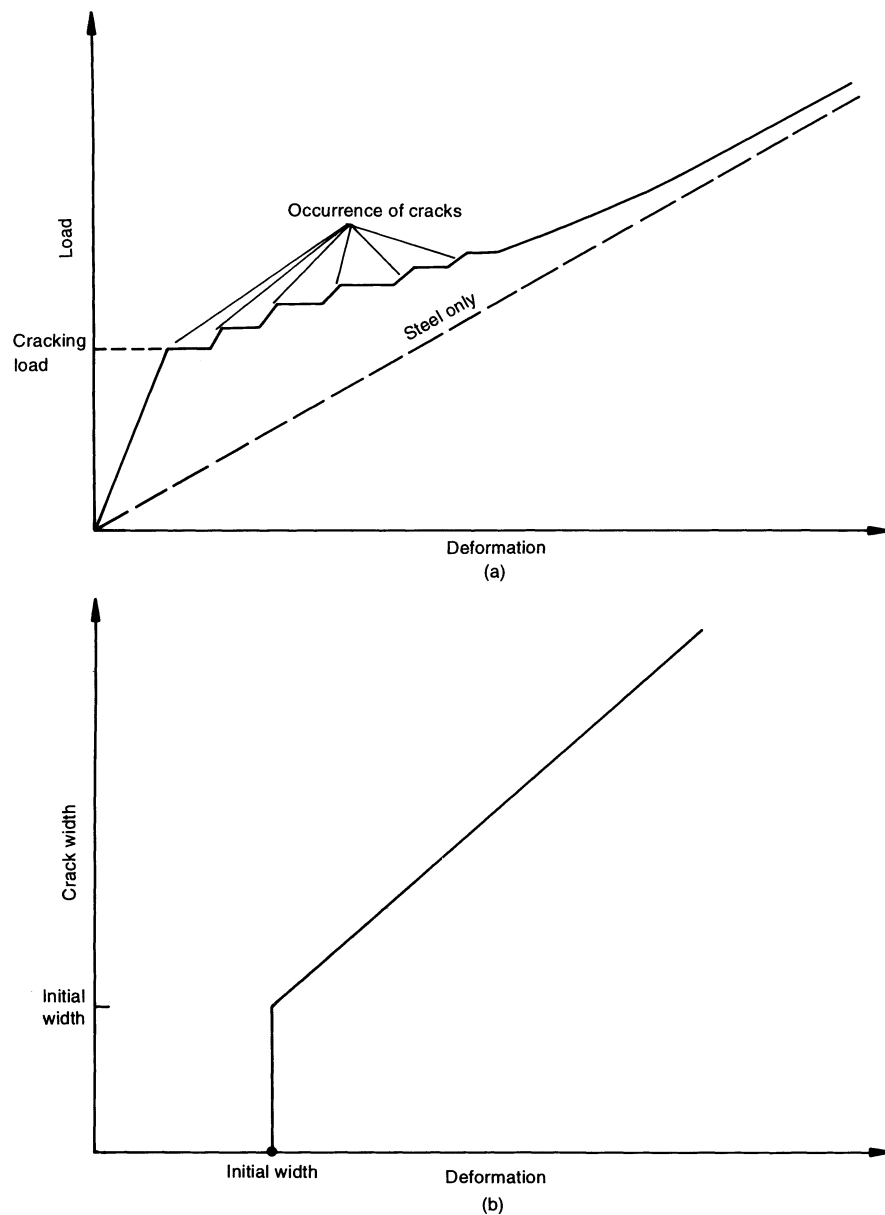 Occurrence of cracks
Load
Steel only
Cracking
load
Deformation
(a)
Crack width
Initial
width
Initial width
Deformation
(b)